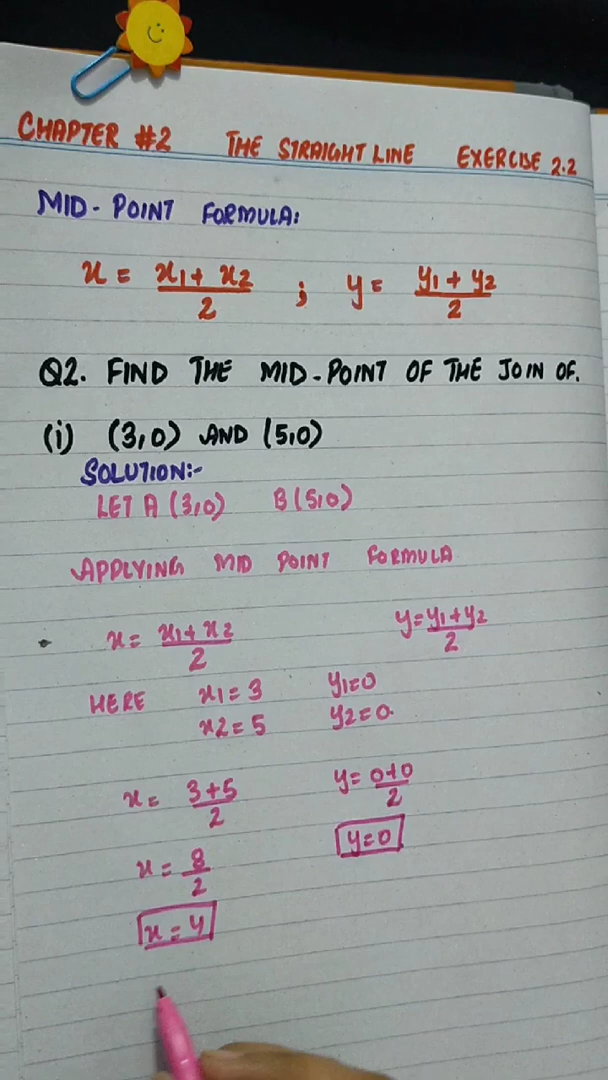 CHAPTER #2 THE STRAIGHT LINE EXERCISE 2.2
MID-POINT FORMULA:
x = x1 + x2 / 2 ; y = y1 + y2 / 2
Q2. FIND THE MID-POINT OF THE JOIN OF.
(i) (3,0) AND (5,0)
SOLUTION:-
LET A (3,0) B(5,0)
APPLYING MID POINT FORMULA
x = x1 + x2 / 2 y = y1 + y2 / 2
HERE x1 = 3 y1=0
x2 = 5 y2=0.
x = 3+5 / 2 y = 0+0 / 2
x = 8 / 2 y=0
x = 4